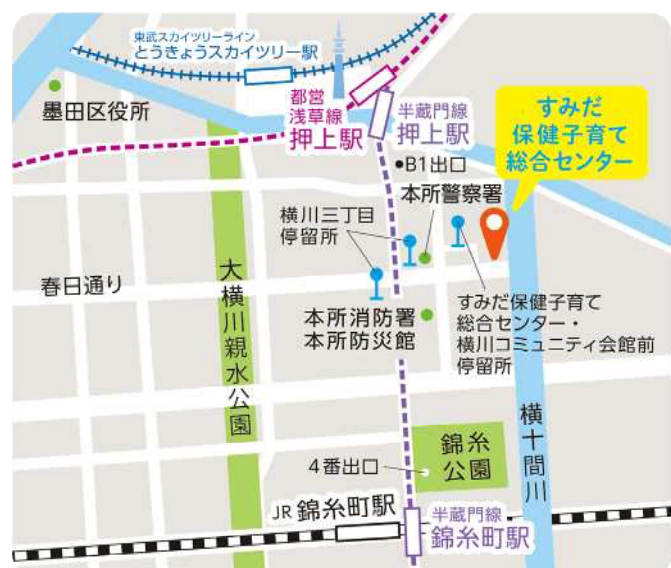 東武スカイツリーライン
とうきょうスカイツリー駅
墨田区役所
都営
浅草線
押上駅
半蔵門線
押上駅
すみだ
保健子育て
総合センター
B1出口
本所警察署
横川三丁目
停留所
春日通り
大横川親水公園
すみだ保健子育て
総合センター・
横川コミュニティ会館前
停留所
本所消防署
本所防災館
横十間川
錦糸
公園
4番出口
JR 錦糸町駅
半蔵門線
錦糸町駅